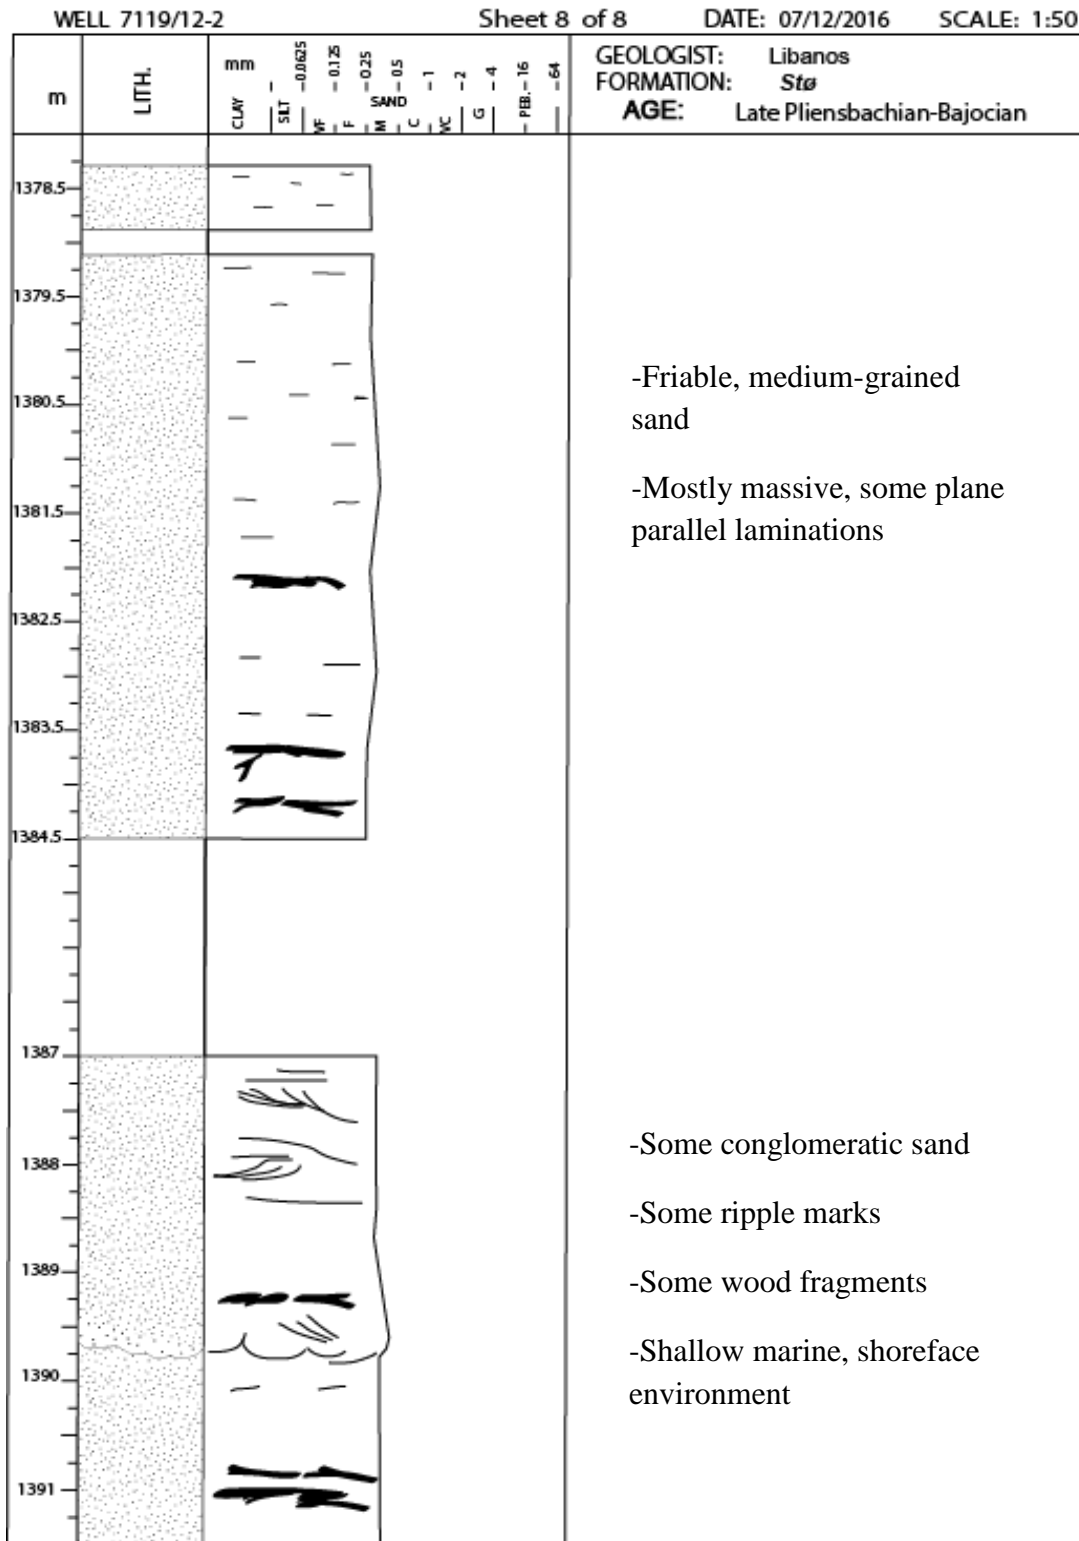 WELL 7119/12-2 Sheet 8 of 8 DATE: 07/12/2016 SCALE: 1:50
m
LITH.
mm
0.0625
0.125
0.25
0.5
1
2
4
16
64
CLAY
SILT
VF
F
SAND
M
C
VC
G
PEB.
GEOLOGIST: Libanos
FORMATION: Stø
AGE: Late Pliensbachian-Bajocian
1378.5
1379.5
1380.5
1381.5
1382.5
1383.5
1384.5
1387
1388
1389
1390
1391
-Friable, medium-grained
sand
-Mostly massive, some plane
parallel laminations
-Some conglomeratic sand
-Some ripple marks
-Some wood fragments
-Shallow marine, shoreface
environment